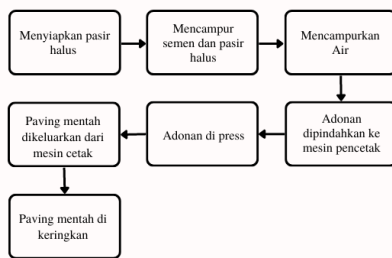 Menyiapkan pasir
halus
Mencampur
semen dan pasir
halus
Mencampurkan
Air
Adonan
dipindahkan ke
mesin pencetak
Adonan di press
Paving mentah
dikeluarkan dari
mesin cetak
Paving mentah di
keringkan